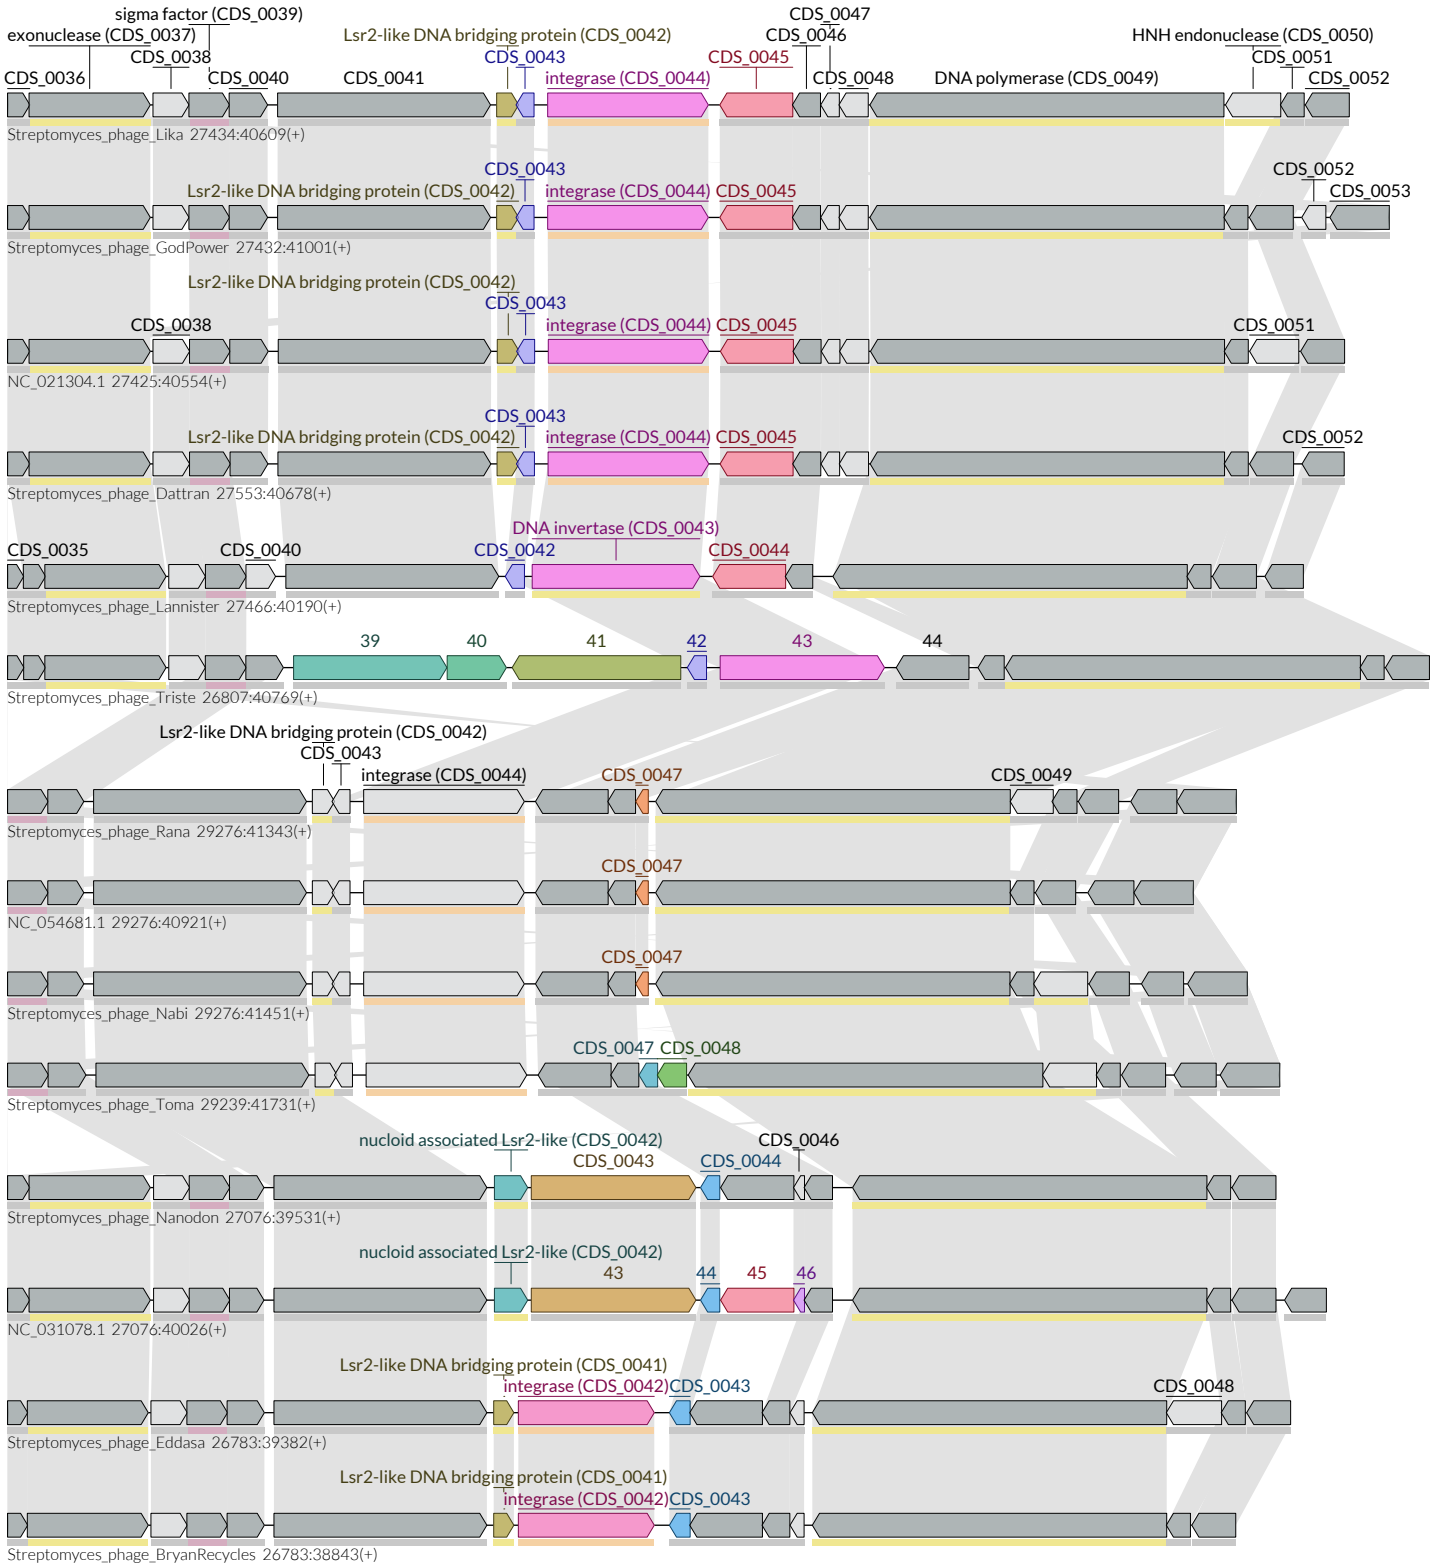 sigma factor (CDS_0039)
CDS_0047
exonuclease (CDS_0037)
Lsr2-like DNA bridging protein (CDS_0042)
CDS_0046
HNH endonuclease (CDS_0050)
CDS_0038
CDS_0043
CDS_0045
CDS_0051
CDS_0036
CDS_0040
CDS_0041
integrase (CDS_0044)
CDS_0048
DNA polymerase (CDS_0049)
CDS_0052
Streptomyces_phage_Lika 27434:40609(+)
CDS_0043
CDS_0052
Lsr2-like DNA bridging protein (CDS_0042)
integrase (CDS_0044)
CDS_0045
CDS_0053
Streptomyces_phage_GodPower 27432:41001(+)
Lsr2-like DNA bridging protein (CDS_0042)
CDS_0043
CDS_0038
integrase (CDS_0044)
CDS_0045
CDS_0051
NC_021304.1 27425:40554(+)
CDS_0043
Lsr2-like DNA bridging protein (CDS_0042)
integrase (CDS_0044)
CDS_0045
CDS_0052
Streptomyces_phage_Dattran 27553:40678(+)
DNA invertase (CDS_0043)
CDS_0035
CDS_0040
CDS_0042
CDS_0044
Streptomyces_phage_Lannister 27466:40190(+)
39
40
41
42
43
44
Streptomyces_phage_Triste 26807:40769(+)
Lsr2-like DNA bridging protein (CDS_0042)
CDS_0043
integrase (CDS_0044)
CDS_0047
CDS_0049
Streptomyces_phage_Rana 29276:41343(+)
CDS_0047
NC_054681.1 29276:40921(+)
CDS_0047
Streptomyces_phage_Nabi 29276:41451(+)
CDS_0047
CDS_0048
Streptomyces_phage_Toma 29239:41731(+)
nucloid associated Lsr2-like (CDS_0042)
CDS_0046
CDS_0043
CDS_0044
Streptomyces_phage_Nanodon 27076:39531(+)
nucloid associated Lsr2-like (CDS_0042)
43
44
45
46
NC_031078.1 27076:40026(+)
Lsr2-like DNA bridging protein (CDS_0041)
integrase (CDS_0042)
CDS_0043
CDS_0048
Streptomyces_phage_Eddasa 26783:39382(+)
Lsr2-like DNA bridging protein (CDS_0041)
integrase (CDS_0042)
CDS_0043
Streptomyces_phage_BryanRecycles 26783:38843(+)